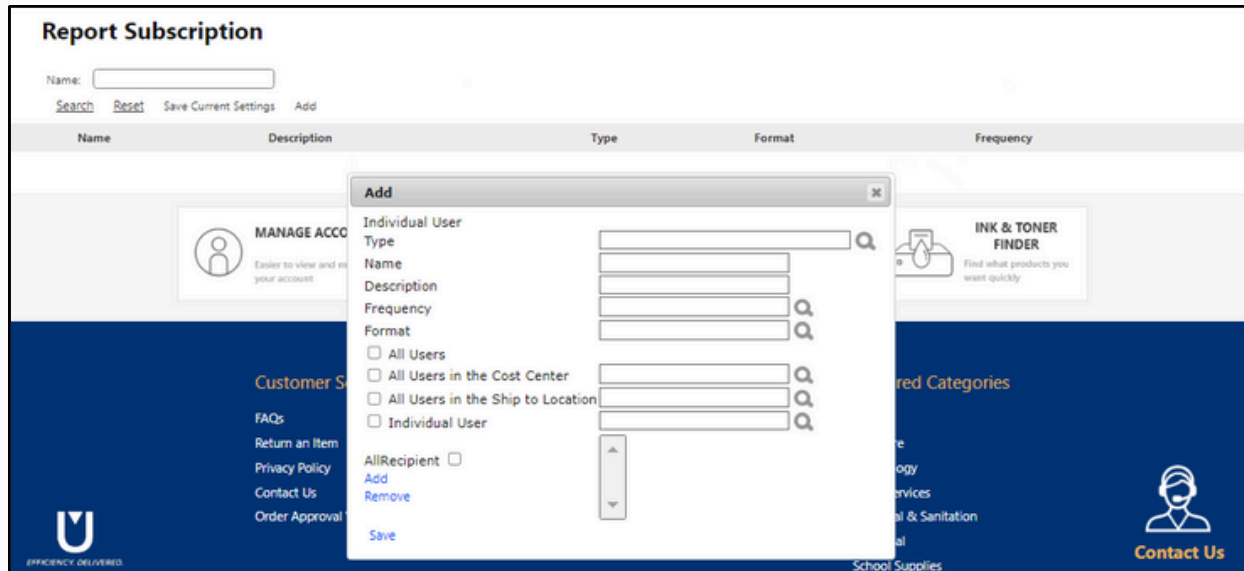 Report Subscription
Name:
Search Reset Save Current Settings Add
Name Description Type Format Frequency
Add
Individual User
Type
Name
Description
Frequency
Format
All Users
All Users in the Cost Center
All Users in the Ship to Location
Individual User
AllRecipient
Add
Remove
Save
MANAGE ACCO
Easier to view and m
your account
INK & TONER
FINDER
Find what products you
want quickly
Customer S
FAQs
Return an Item
Privacy Policy
Contact Us
Order Approval
red Categories
re
ogy
ervices
al & Sanitation
al
School Supplies
EFFICIENCY. DELIVERED.
Contact Us